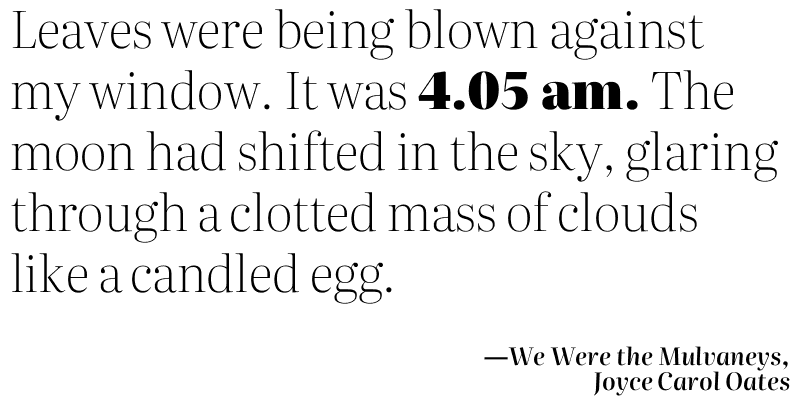 Leaves were being blown against
my window. It was 4.05 am. The
moon had shifted in the sky, glaring
through a clotted mass of clouds
like a candled egg.
—We Were the Mulvaneys,
Joyce Carol Oates